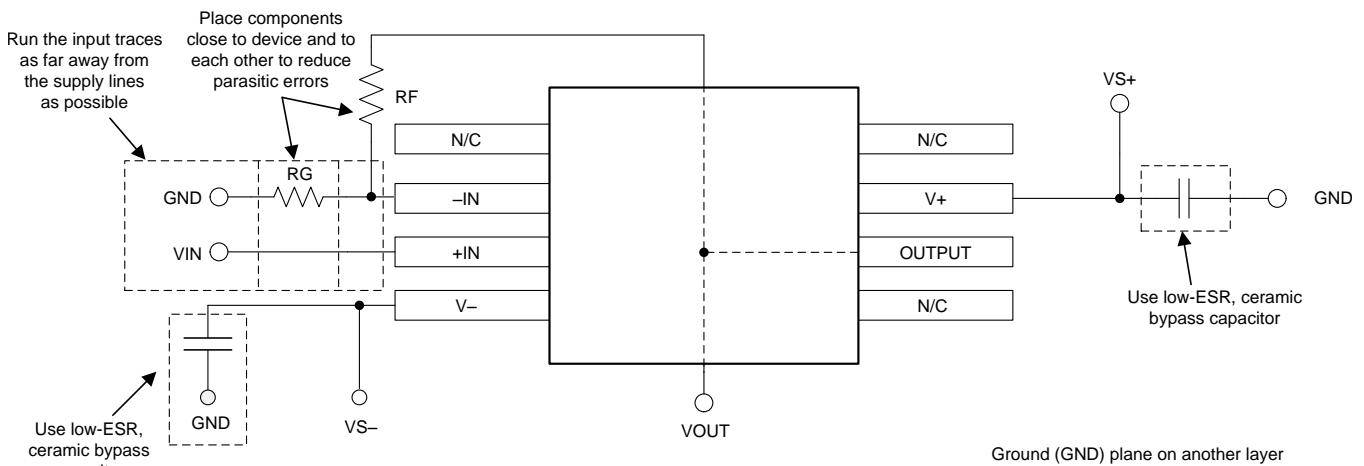 Place components
close to device and to
each other to reduce
parasitic errors
Run the input traces
as far away from
the supply lines
as possible
RF
VS+
N/C
N/C
RG
GND
–IN
V+
GND
VIN
+IN
OUTPUT
V–
N/C
Use low-ESR, ceramic
bypass capacitor
GND
VS–
VOUT
Use low-ESR,
ceramic bypass
Ground (GND) plane on another layer